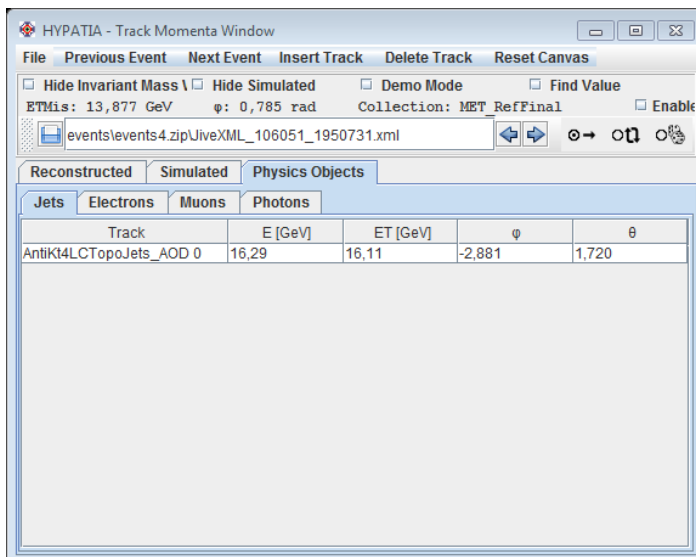 HYPATIA - Track Momenta Window
File Previous Event Next Event Insert Track Delete Track Reset Canvas
Hide Invariant Mass \ Hide Simulated Demo Mode Find Value
ETMis: 13,877 GeV φ: 0,785 rad Collection: MET_RefFinal Enable
events\events4.zip\JiveXML_106051_1950731.xml
Reconstructed Simulated Physics Objects
Jets Electrons Muons Photons
Track E [GeV] ET [GeV] φ θ
AntiKt4LCTopoJets_AOD 0 16,29 16,11 -2,881 1,720